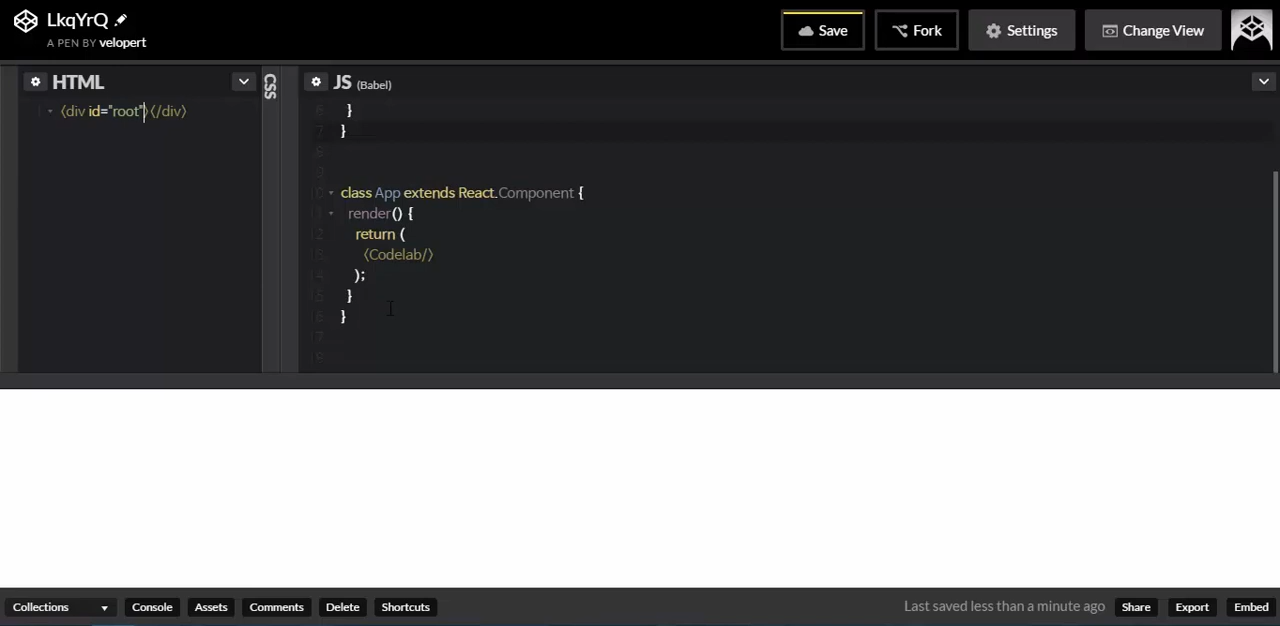 LkqYrQ
A PEN BY velopert
Save
Fork
Settings
Change View
HTML
<div id="root"></div>
CSS
JS (Babel)
}
}
class App extends React.Component {
render() {
return (
<Codelab/>
);
}
}
Collections
Console
Assets
Comments
Delete
Shortcuts
Last saved less than a minute ago
Share
Export
Embed